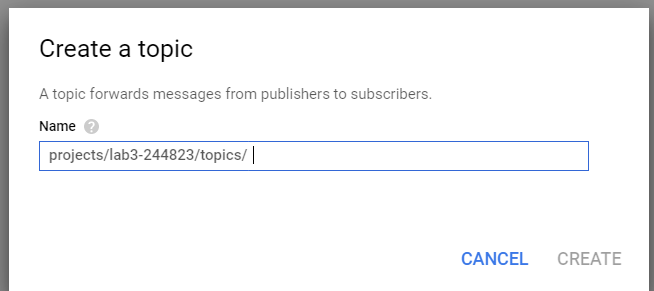 Create a topic
A topic forwards messages from publishers to subscribers.
Name ?
projects/lab3-244823/topics/
CANCEL CREATE